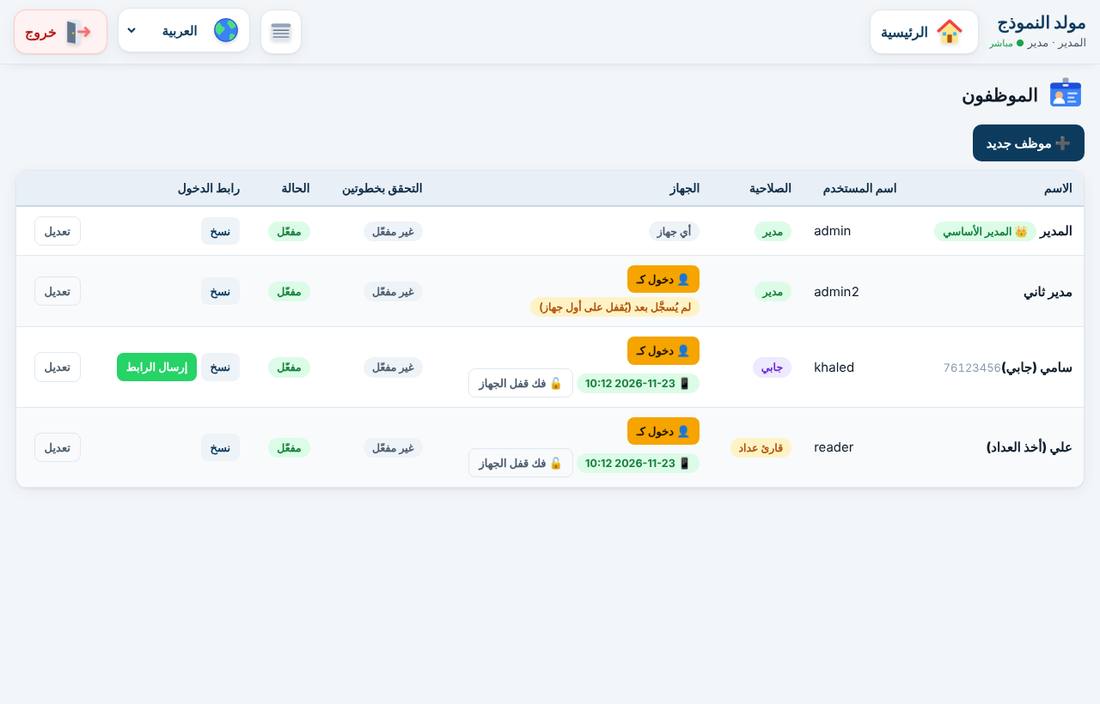 مولد النموذج
المدير · مدير ● مباشر
الرئيسية
العربية
خروج
الموظفون
➕ موظف جديد
الاسم اسم المستخدم الصلاحية الجهاز التحقق بخطوتين الحالة رابط الدخول
المدير 👑 المدير الأساسي admin مدير أي جهاز غير مفعّل مفعّل نسخ تعديل
مدير ثاني admin2 مدير 👤 دخول كـ غير مفعّل مفعّل نسخ تعديل
لم يُسجَّل بعد (يُقفل على أول جهاز)
سامي (جابي) 76123456 khaled جابي 👤 دخول كـ غير مفعّل مفعّل نسخ إرسال الرابط تعديل
📱 2026-11-23 10:12 🔓 فك قفل الجهاز
علي (أخذ العداد) reader قارئ عداد 👤 دخول كـ غير مفعّل مفعّل نسخ تعديل
📱 2026-11-23 10:12 🔓 فك قفل الجهاز